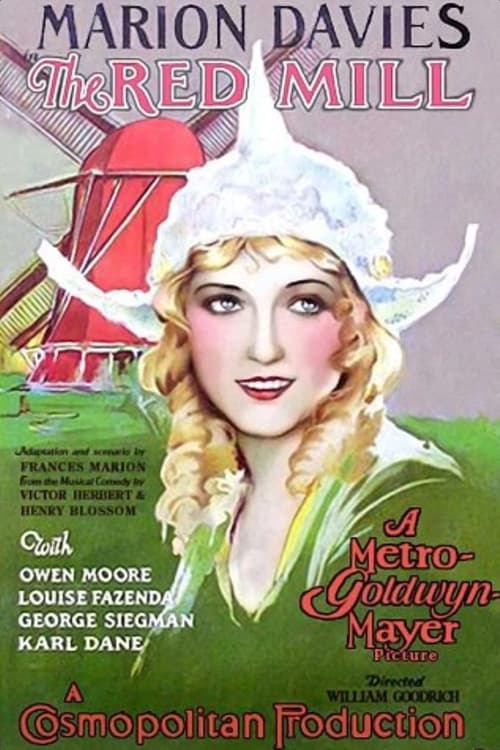 MARION DAVIES
in
The RED MILL
Adaptation and scenario by
FRANCES MARION
From the Musical Comedy by
VICTOR HERBERT &
HENRY BLOSSOM
With
OWEN MOORE
LOUISE FAZENDA
GEORGE SIEGMAN
KARL DANE
A
Metro-
Goldwyn-
Mayer
Picture
Directed
WILLIAM GOODRICH
A
Cosmopolitan Production